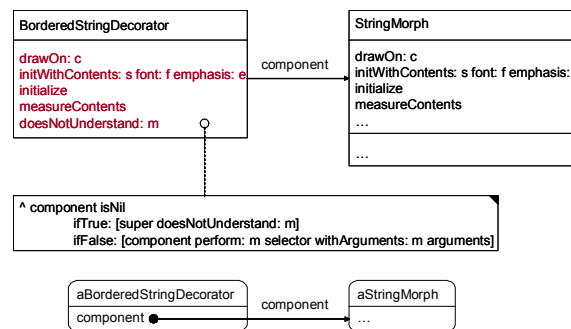 BorderedStringDecorator
drawOn: c
initWithContents: s font: f emphasis: e
initialize
measureContents
doesNotUnderstand: m
component
StringMorph
drawOn: c
initWithContents: s font: f emphasis:
initialize
measureContents
...
...
^ component isNil
ifTrue: [super doesNotUnderstand: m]
ifFalse: [component perform: m selector withArguments: m arguments]
aBorderedStringDecorator
component
component
aStringMorph
...